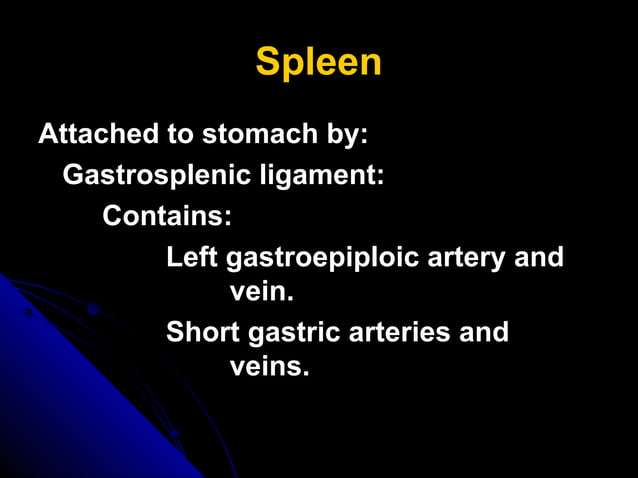 Spleen
Attached to stomach by:
Gastrosplenic ligament:
Contains:
Left gastroepiploic artery and
vein.
Short gastric arteries and
veins.